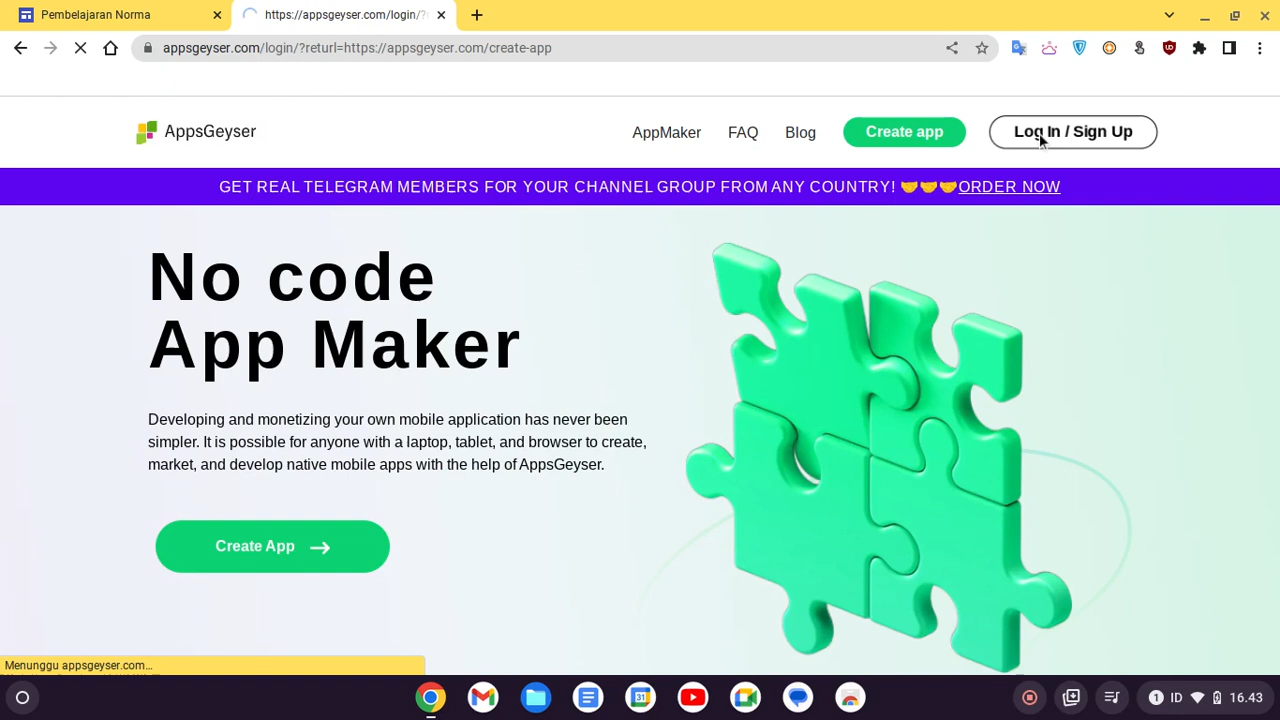 Pembelajaran Norma
https://appsgeyser.com/login/?r
appsgeyser.com/login/?returl=https://appsgeyser.com/create-app
AppsGeyser
AppMaker FAQ Blog Create app Log In / Sign Up
GET REAL TELEGRAM MEMBERS FOR YOUR CHANNEL GROUP FROM ANY COUNTRY! 🤝🤝🤝ORDER NOW
No code
App Maker
Developing and monetizing your own mobile application has never been
simpler. It is possible for anyone with a laptop, tablet, and browser to create,
market, and develop native mobile apps with the help of AppsGeyser.
Create App →
Menunggu appsgeyser.com…
31
1 ID 16.43